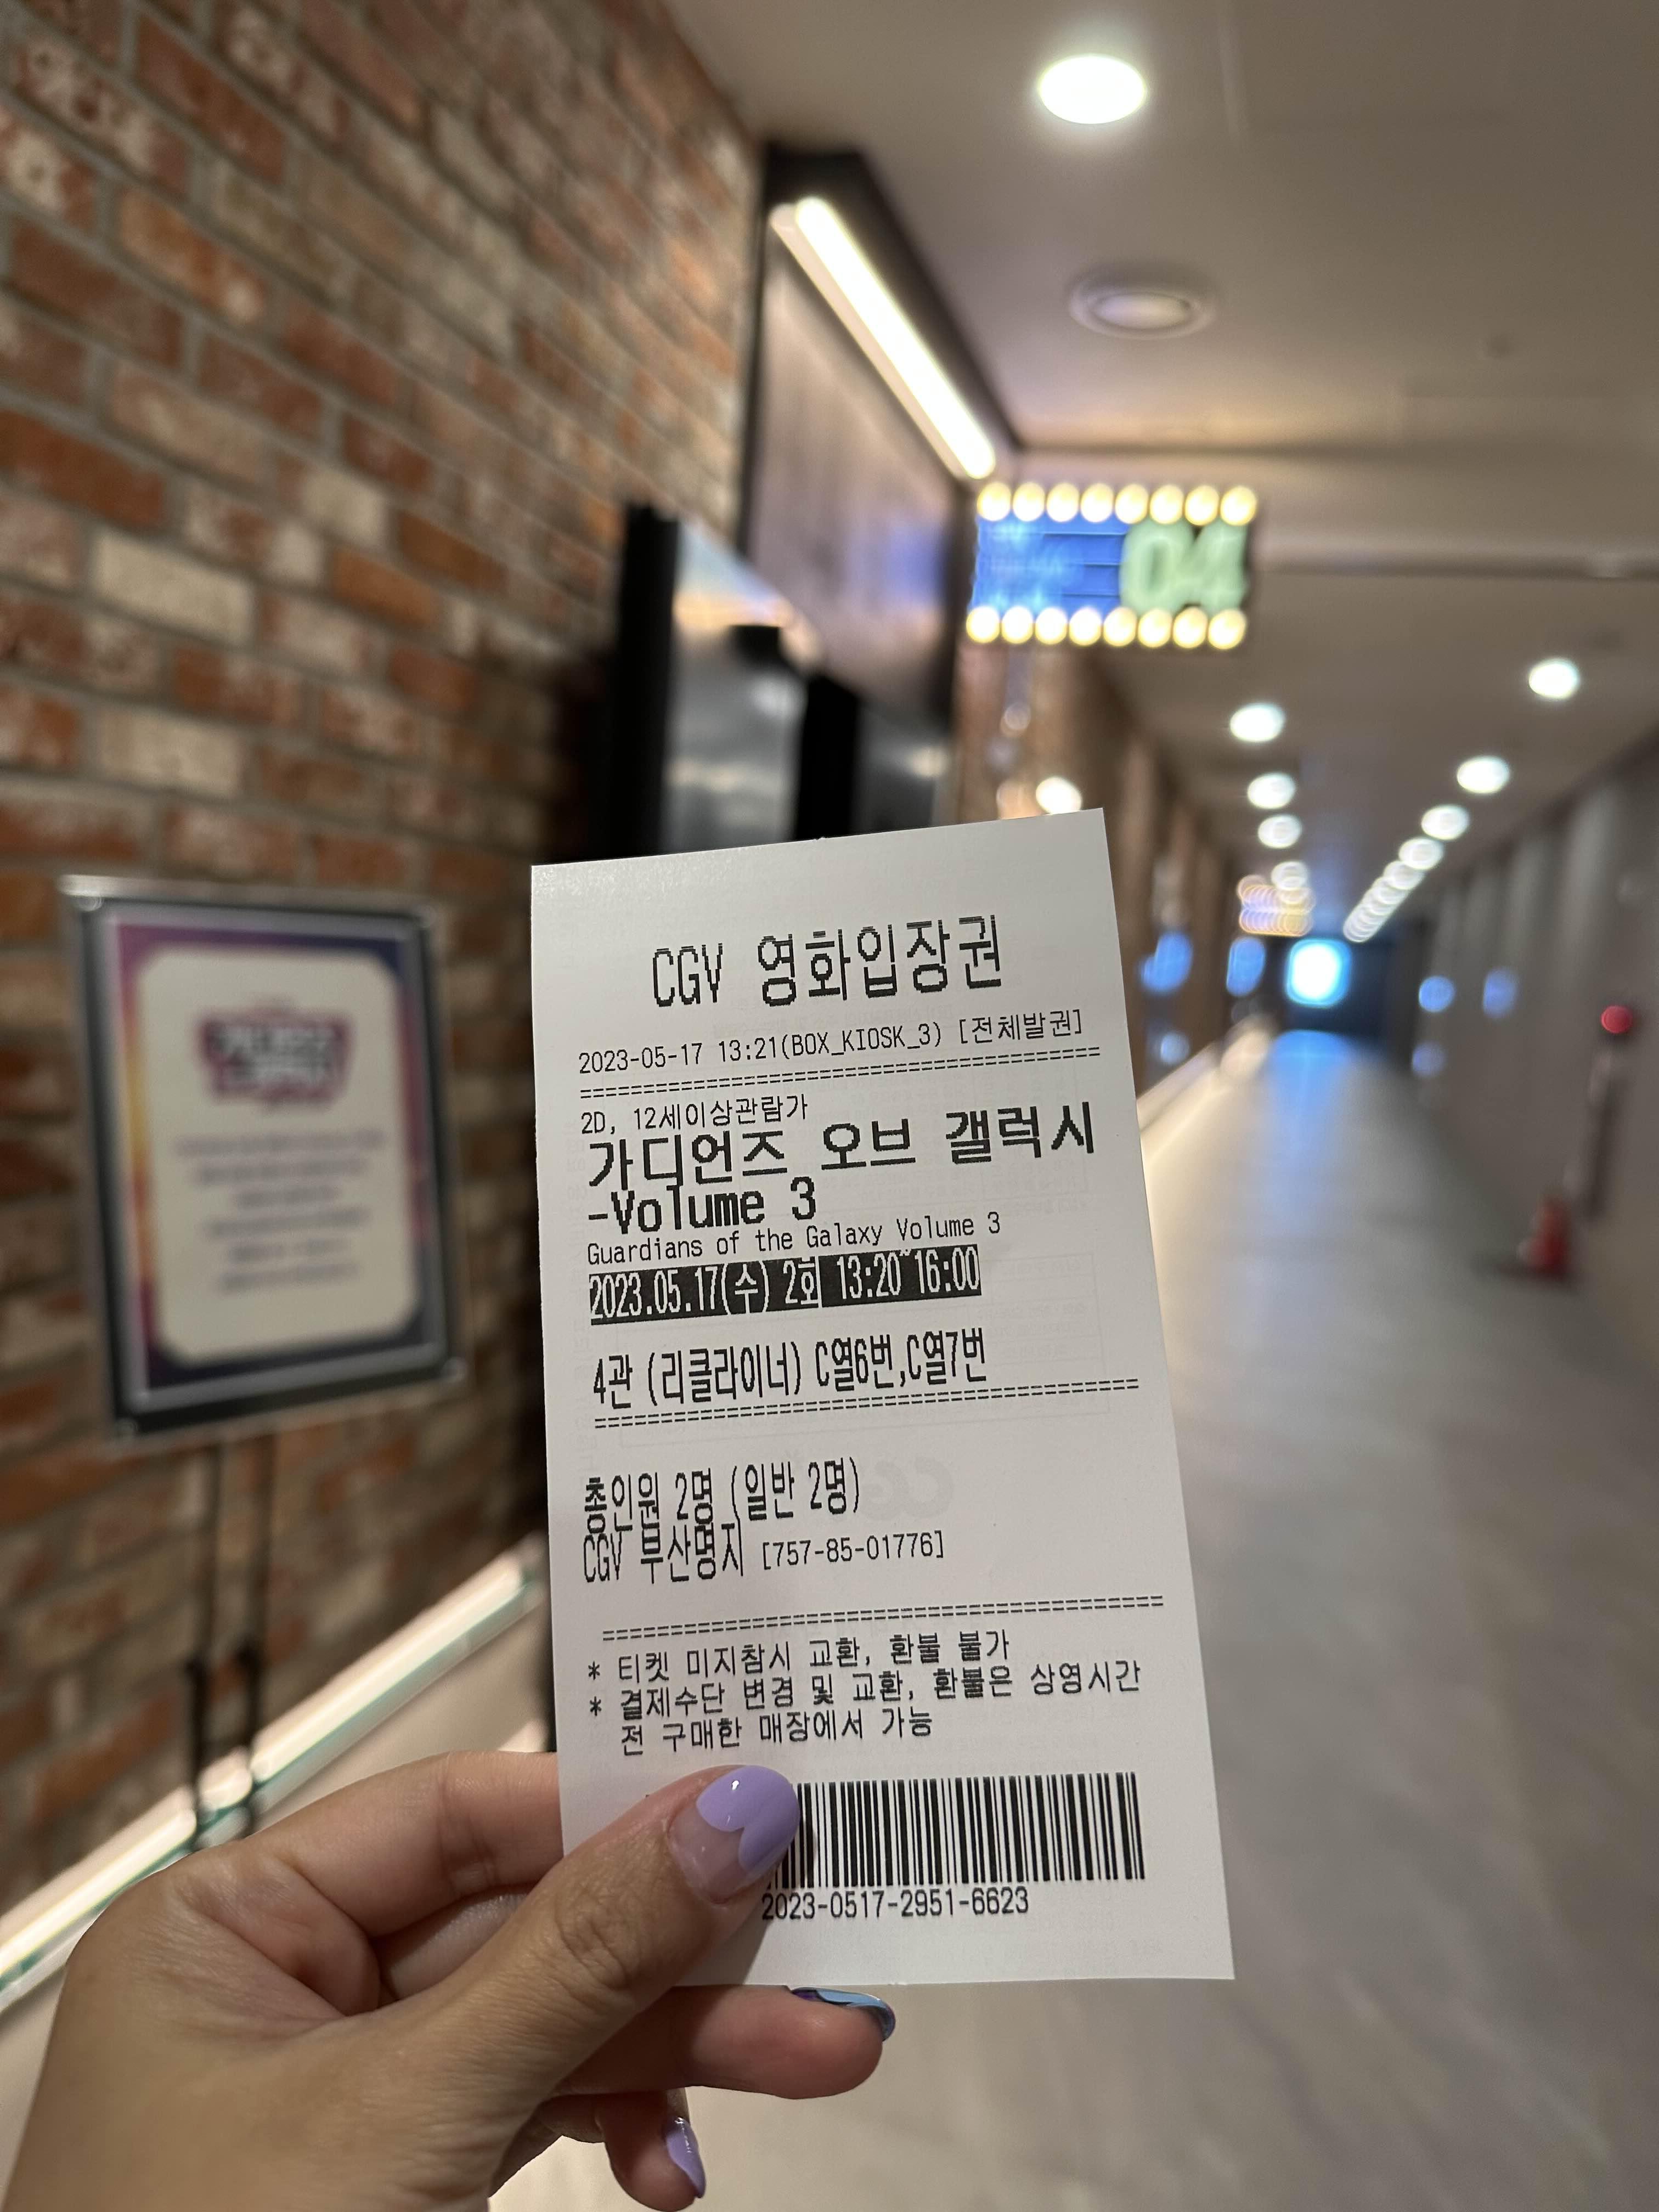 04
CGV 영화입장권
2023-05-17 13:21(BOX_KIOSK_3) [전체발권]
======================================
2D, 12세이상관람가
가디언즈 오브 갤럭시
-Volume 3
Guardians of the Galaxy Volume 3
2023.05.17(수) 2회 13:20~16:00
4관 (리클라이너) C열6번,C열7번
======================================
총인원 2명 (일반 2명)
CGV 부산명지 [757-85-01776]
======================================
* 티켓 미지참시 교환, 환불 불가
* 결제수단 변경 및 교환, 환불은 상영시간
전 구매한 매장에서 가능
2023-0517-2951-6623